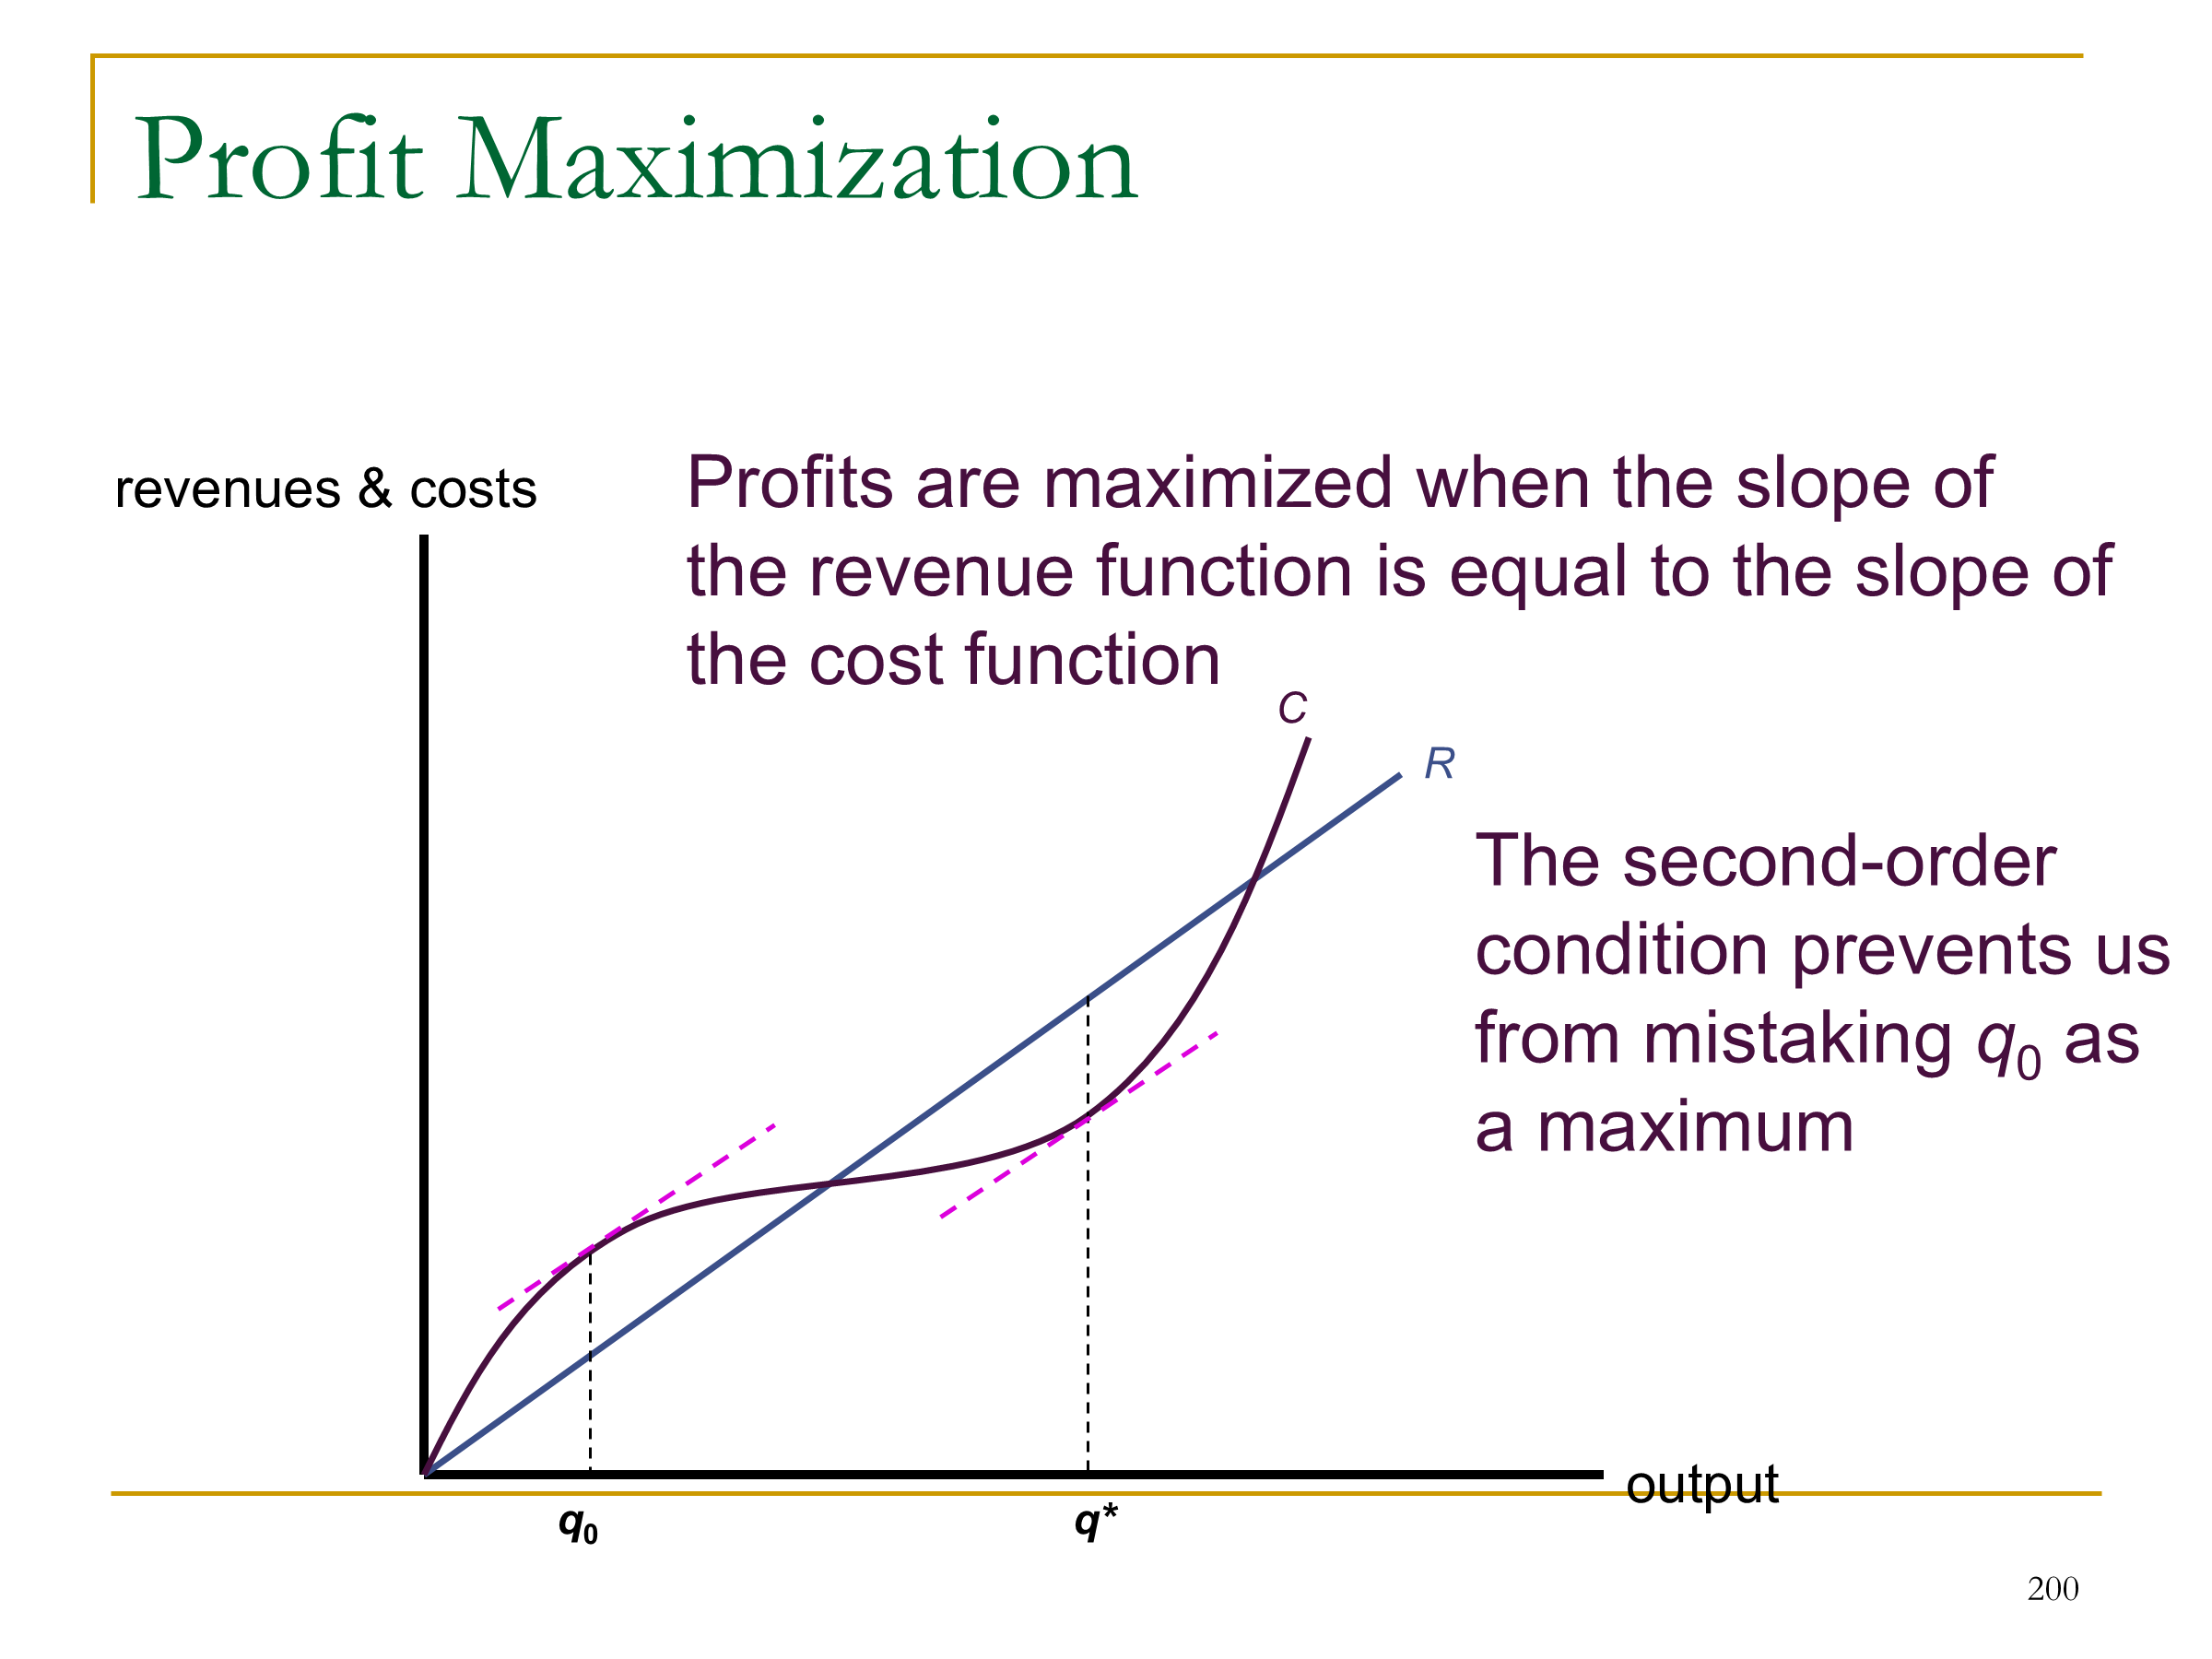 Profit Maximization
revenues & costs
Profits are maximized when the slope of
the revenue function is equal to the slope of
the cost function
C
R
The second-order
condition prevents us
from mistaking q0 as
a maximum
output
q0
q*
200